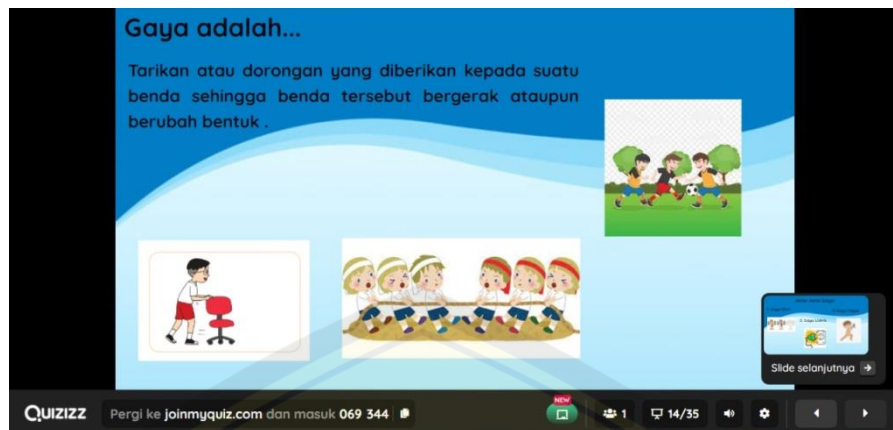 Gaya adalah...
Tarikan atau dorongan yang diberikan kepada suatu
benda sehingga benda tersebut bergerak ataupun
berubah bentuk .
Slide selanjutnya
QUIZIZZ
Pergi ke joinmyquiz.com dan masuk 069 344
NEW
1
14/35